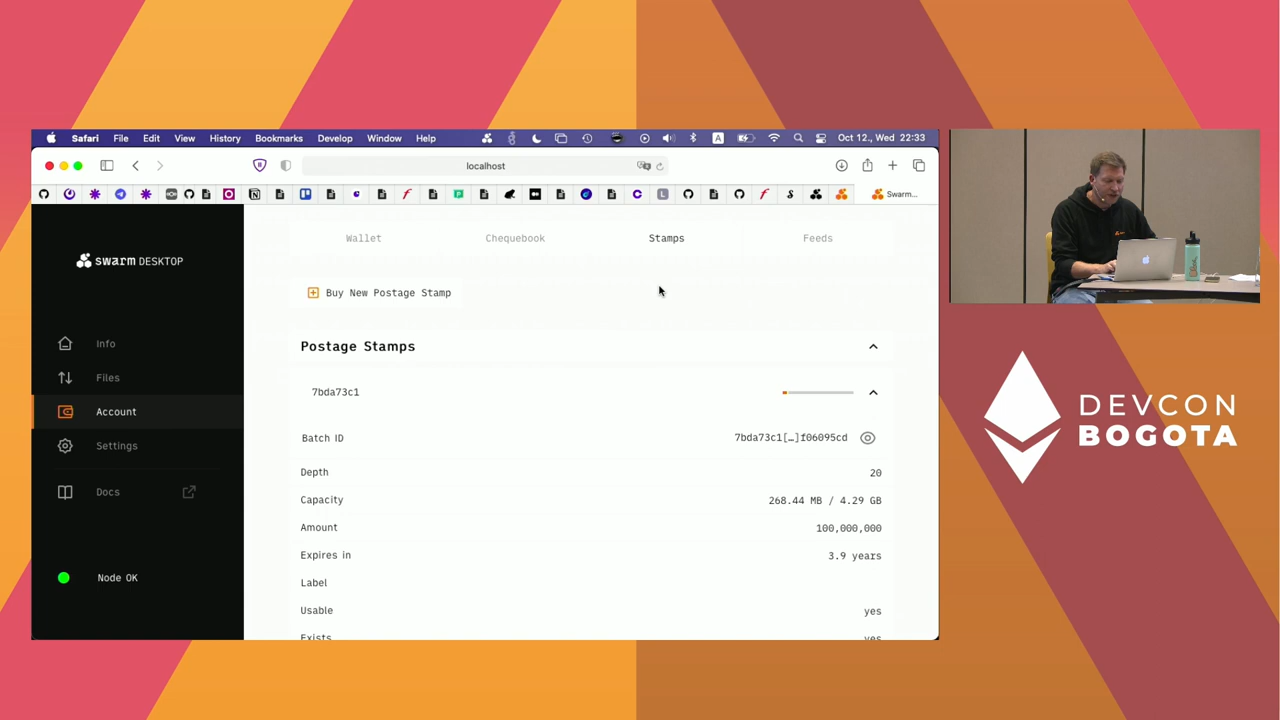 Safari File Edit View History Bookmarks Develop Window Help A Oct 12., Wed 22:33
localhost
Swarm...
swarm DESKTOP
Info
Files
Account
Settings
Docs
Node OK
Wallet Chequebook Stamps Feeds
Buy New Postage Stamp
Postage Stamps
7bda73c1
Batch ID 7bda73c1[…]f06095cd
Depth 20
Capacity 268.44 MB / 4.29 GB
Amount 100,000,000
Expires in 3.9 years
Label
Usable yes
Exists yes
DEVCON
BOGOTA